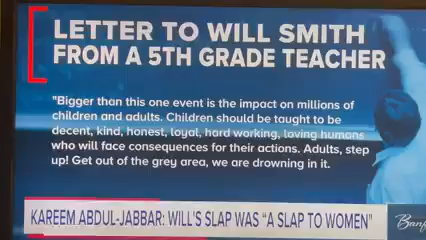 LETTER TO WILL SMITH
FROM A 5TH GRADE TEACHER
"Bigger than this one event is the impact on millions of
children and adults. Children should be taught to be
decent, kind, honest, loyal, hard working, loving humans
who will face consequences for their actions. Adults, step
up! Get out of the grey area, we are drowning in it.
KAREEM ABDUL-JABBAR: WILL'S SLAP WAS "A SLAP TO WOMEN"